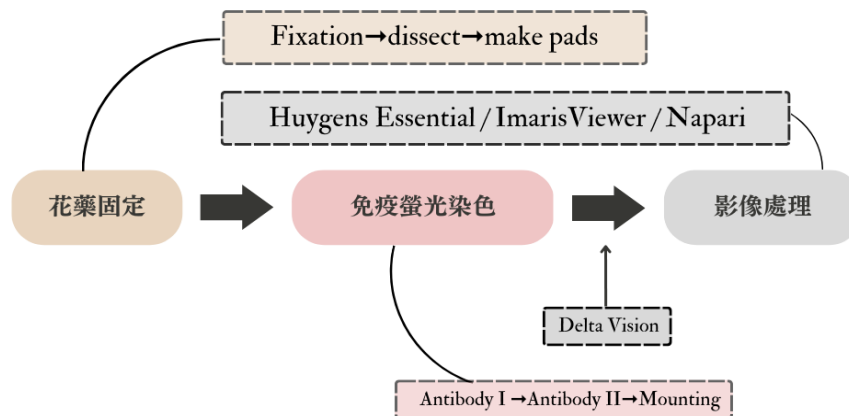 Fixation→dissect→make pads
Huygens Essential / ImarisViewer / Napari
花藥固定
免疫螢光染色
影像處理
Delta Vision
Antibody I →Antibody II→Mounting